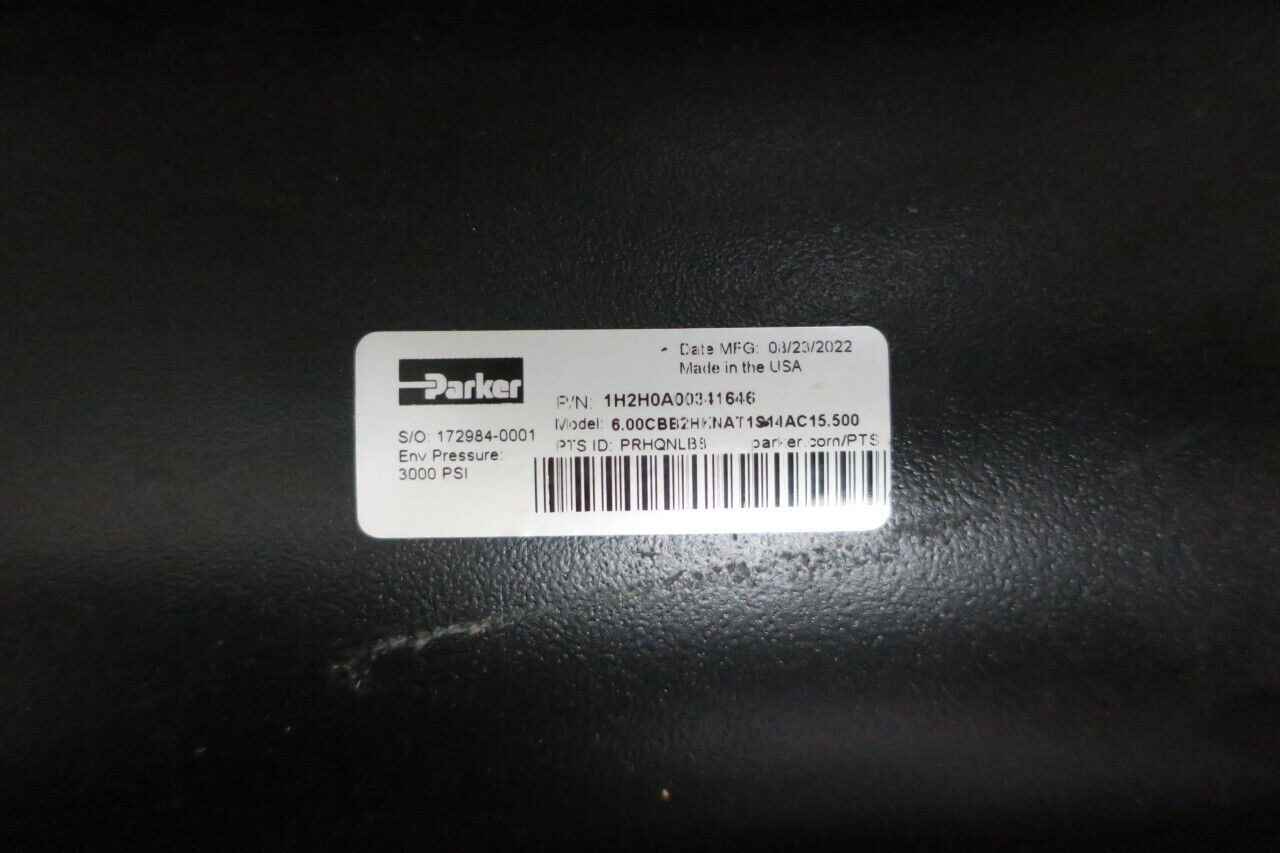 Date MFG: 08/23/2022
Made in the USA
Parker
P/N: 1H2H0A00341646
Model: 6.00CBB2HKNAT1S14AC15.500
S/O: 172984-0001
PTS ID: PRHQNLB8 parker.com/PTS
Env Pressure:
3000 PSI